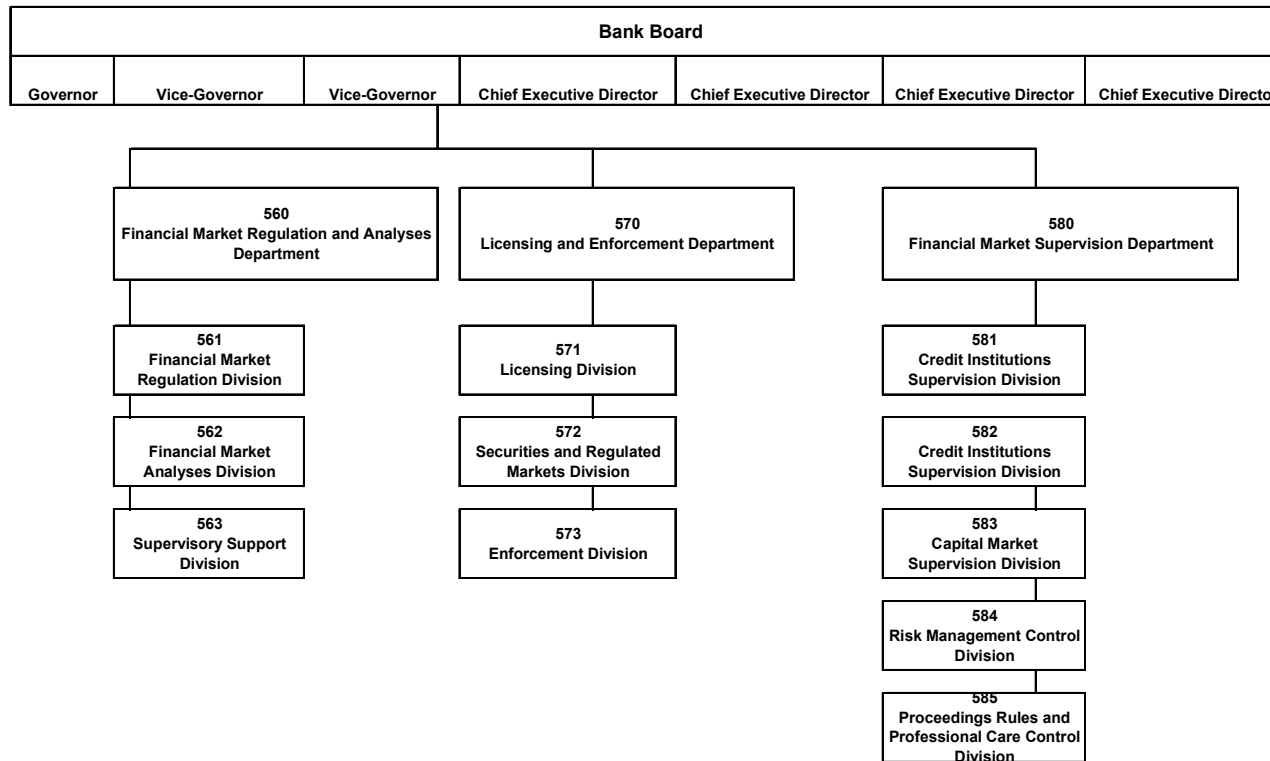 Bank Board
Governor
Vice-Governor
Vice-Governor
Chief Executive Director
Chief Executive Director
Chief Executive Director
Chief Executive Directo
560
Financial Market Regulation and Analyses
Department
570
Licensing and Enforcement Department
580
Financial Market Supervision Department
561
Financial Market
Regulation Division
571
Licensing Division
581
Credit Institutions
Supervision Division
562
Financial Market
Analyses Division
572
Securities and Regulated
Markets Division
582
Credit Institutions
Supervision Division
563
Supervisory Support
Division
573
Enforcement Division
583
Capital Market
Supervision Division
584
Risk Management Control
Division
585
Proceedings Rules and
Professional Care Control
Division